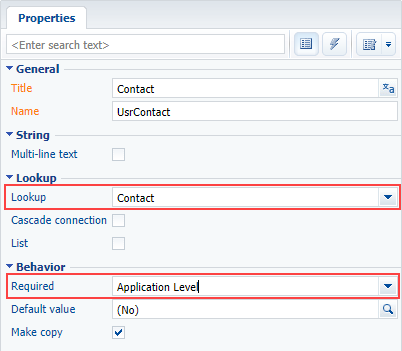 Properties
<Enter search text>
General
Title Contact
Name UsrContact
String
Multi-line text
Lookup
Lookup Contact
Cascade connection
List
Behavior
Required Application Level
Default value (No)
Make copy